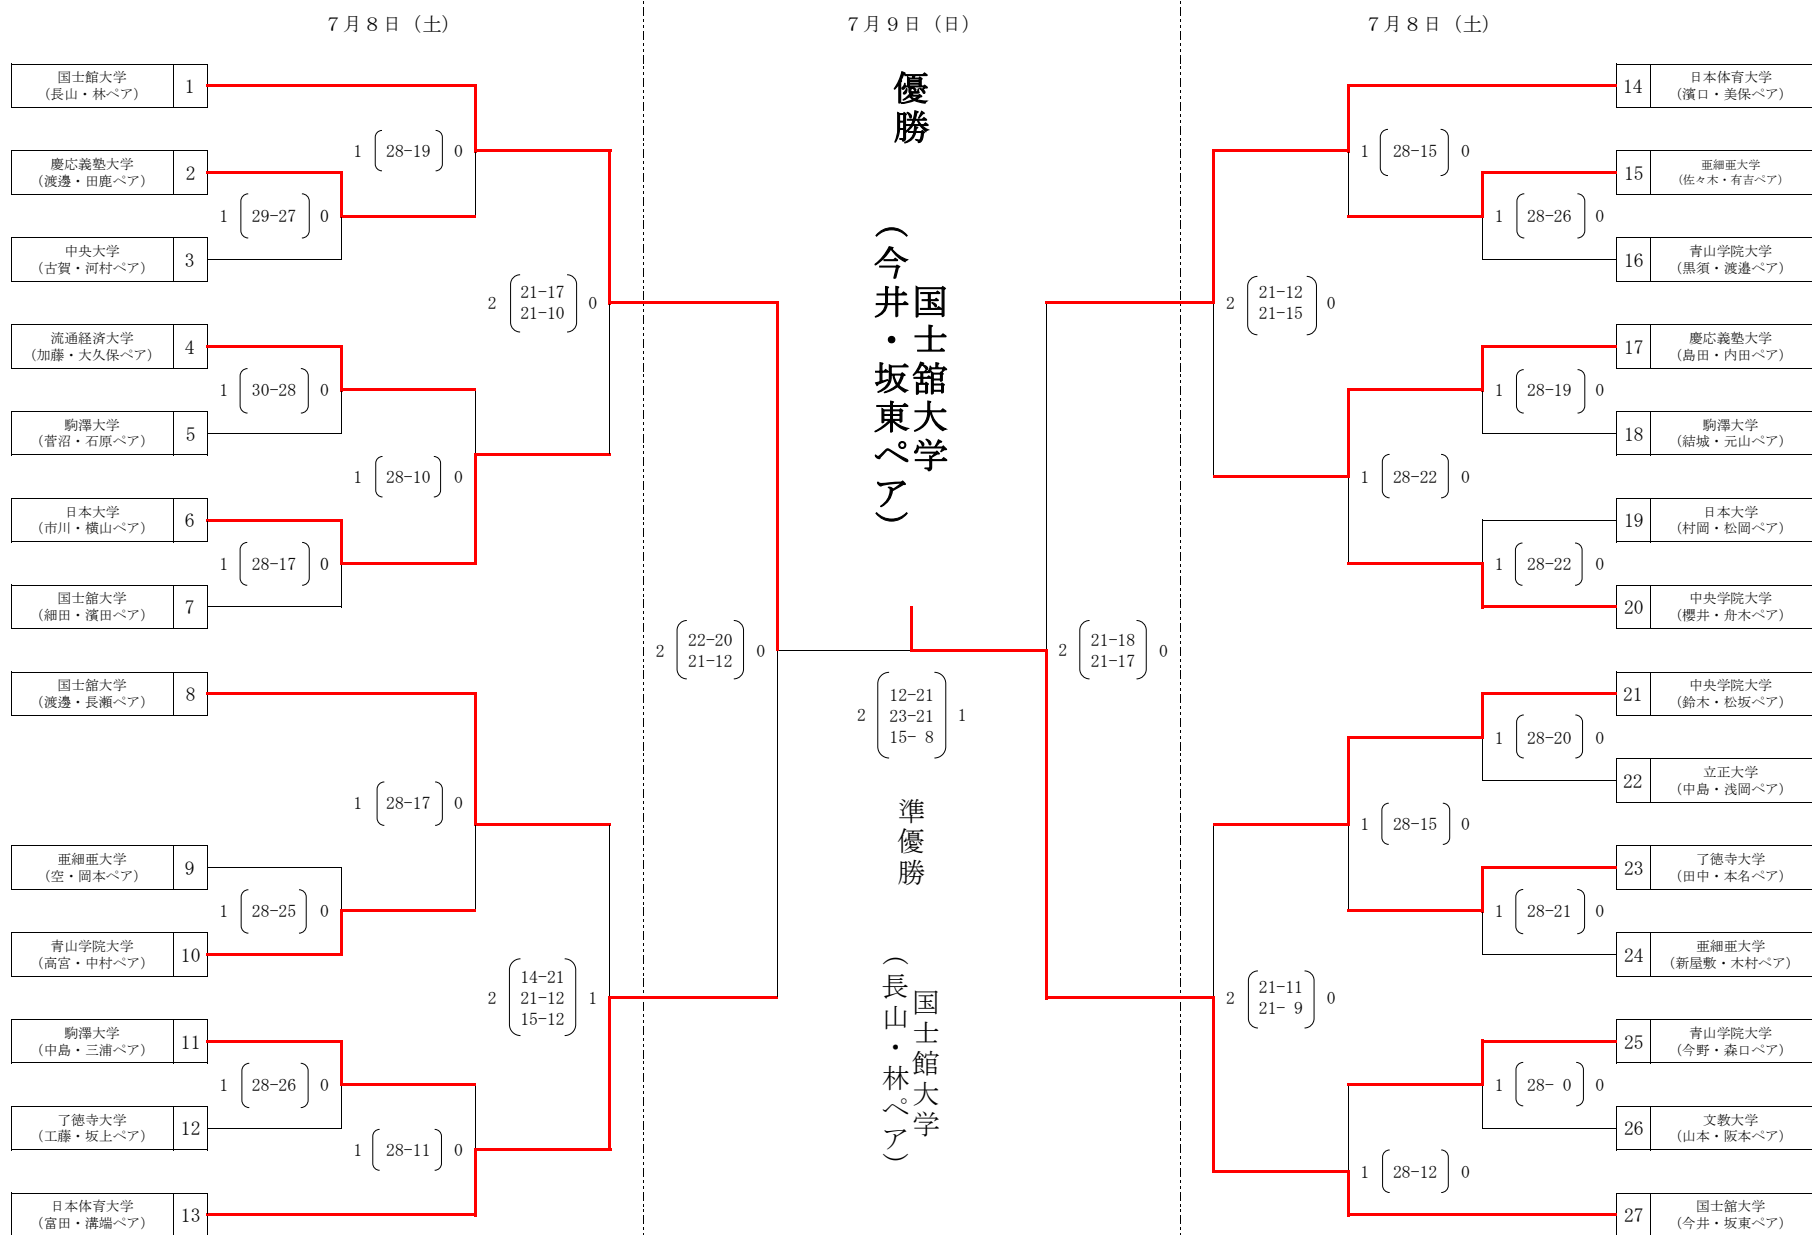 7月8日（土）
7月9日（日）
7月8日（土）
国士館大学
（長山・林ペア）
1
慶応義塾大学
（渡邊・田鹿ペア）
2
中央大学
（古賀・河村ペア）
3
流通経済大学
（加藤・大久保ペア）
4
駒澤大学
（菅沼・石原ペア）
5
日本大学
（市川・横山ペア）
6
国士舘大学
（細田・濱田ペア）
7
国士舘大学
（渡邊・長瀬ペア）
8
亜細亜大学
（空・岡本ペア）
9
青山学院大学
（高宮・中村ペア）
10
駒澤大学
（中島・三浦ペア）
11
了徳寺大学
（工藤・坂上ペア）
12
日本体育大学
（富田・溝端ペア）
13
1 28-19 0
1 29-27 0
2 21-17 0
21-10
1 30-28 0
1 28-10 0
1 28-17 0
1 28-17 0
1 28-25 0
2 14-21 1
21-12
15-12
1 28-26 0
1 28-11 0
2 22-20 0
21-12
優勝
国士舘大学
（今井・坂東ペア）
2 12-21 1
23-21
15- 8
準優勝
国士館大学
（長山・林ペア）
2 21-18 0
21-17
1 28-15 0
1 28-26 0
2 21-12 0
21-15
1 28-19 0
1 28-22 0
1 28-22 0
1 28-20 0
1 28-15 0
1 28-21 0
2 21-11 0
21- 9
1 28- 0 0
1 28-12 0
14
日本体育大学
（濱口・美保ペア）
15
亜細亜大学
（佐々木・有吉ペア）
16
青山学院大学
（黒須・渡邉ペア）
17
慶応義塾大学
（島田・内田ペア）
18
駒澤大学
（結城・元山ペア）
19
日本大学
（村岡・松岡ペア）
20
中央学院大学
（櫻井・舟木ペア）
21
中央学院大学
（鈴木・松坂ペア）
22
立正大学
（中島・浅岡ペア）
23
了徳寺大学
（田中・本名ペア）
24
亜細亜大学
（新屋敷・木村ペア）
25
青山学院大学
（今野・森口ペア）
26
文教大学
（山本・阪本ペア）
27
国士舘大学
（今井・坂東ペア）